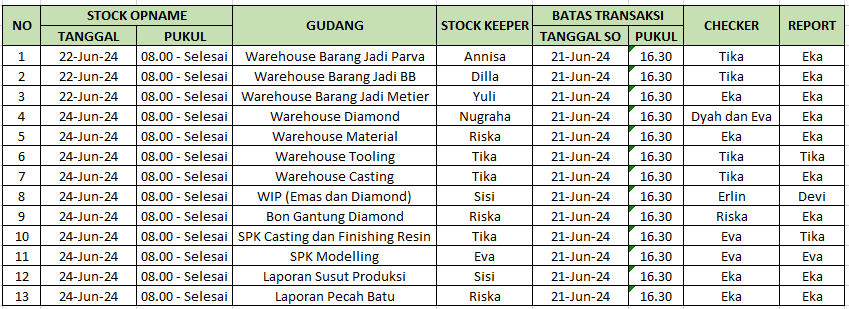 NO STOCK OPNAME GUDANG STOCK KEEPER BATAS TRANSAKSI CHECKER REPORT
TANGGAL PUKUL TANGGAL SO PUKUL
1 22-Jun-24 08.00 - Selesai Warehouse Barang Jadi Parva Annisa 21-Jun-24 16.30 Tika Eka
2 22-Jun-24 08.00 - Selesai Warehouse Barang Jadi BB Dilla 21-Jun-24 16.30 Tika Eka
3 22-Jun-24 08.00 - Selesai Warehouse Barang Jadi Metier Yuli 21-Jun-24 16.30 Eka Eka
4 24-Jun-24 08.00 - Selesai Warehouse Diamond Nugraha 21-Jun-24 16.30 Dyah dan Eva Eka
5 24-Jun-24 08.00 - Selesai Warehouse Material Riska 21-Jun-24 16.30 Eka Eka
6 24-Jun-24 08.00 - Selesai Warehouse Tooling Tika 21-Jun-24 16.30 Tika Tika
7 24-Jun-24 08.00 - Selesai Warehouse Casting Tika 21-Jun-24 16.30 Tika Eka
8 24-Jun-24 08.00 - Selesai WIP (Emas dan Diamond) Sisi 21-Jun-24 16.30 Erlin Devi
9 24-Jun-24 08.00 - Selesai Bon Gantung Diamond Riska 21-Jun-24 16.30 Riska Eka
10 24-Jun-24 08.00 - Selesai SPK Casting dan Finishing Resin Tika 21-Jun-24 16.30 Eva Tika
11 24-Jun-24 08.00 - Selesai SPK Modelling Eva 21-Jun-24 16.30 Eva Eva
12 24-Jun-24 08.00 - Selesai Laporan Susut Produksi Sisi 21-Jun-24 16.30 Eka Eka
13 24-Jun-24 08.00 - Selesai Laporan Pecah Batu Riska 21-Jun-24 16.30 Eka Eka